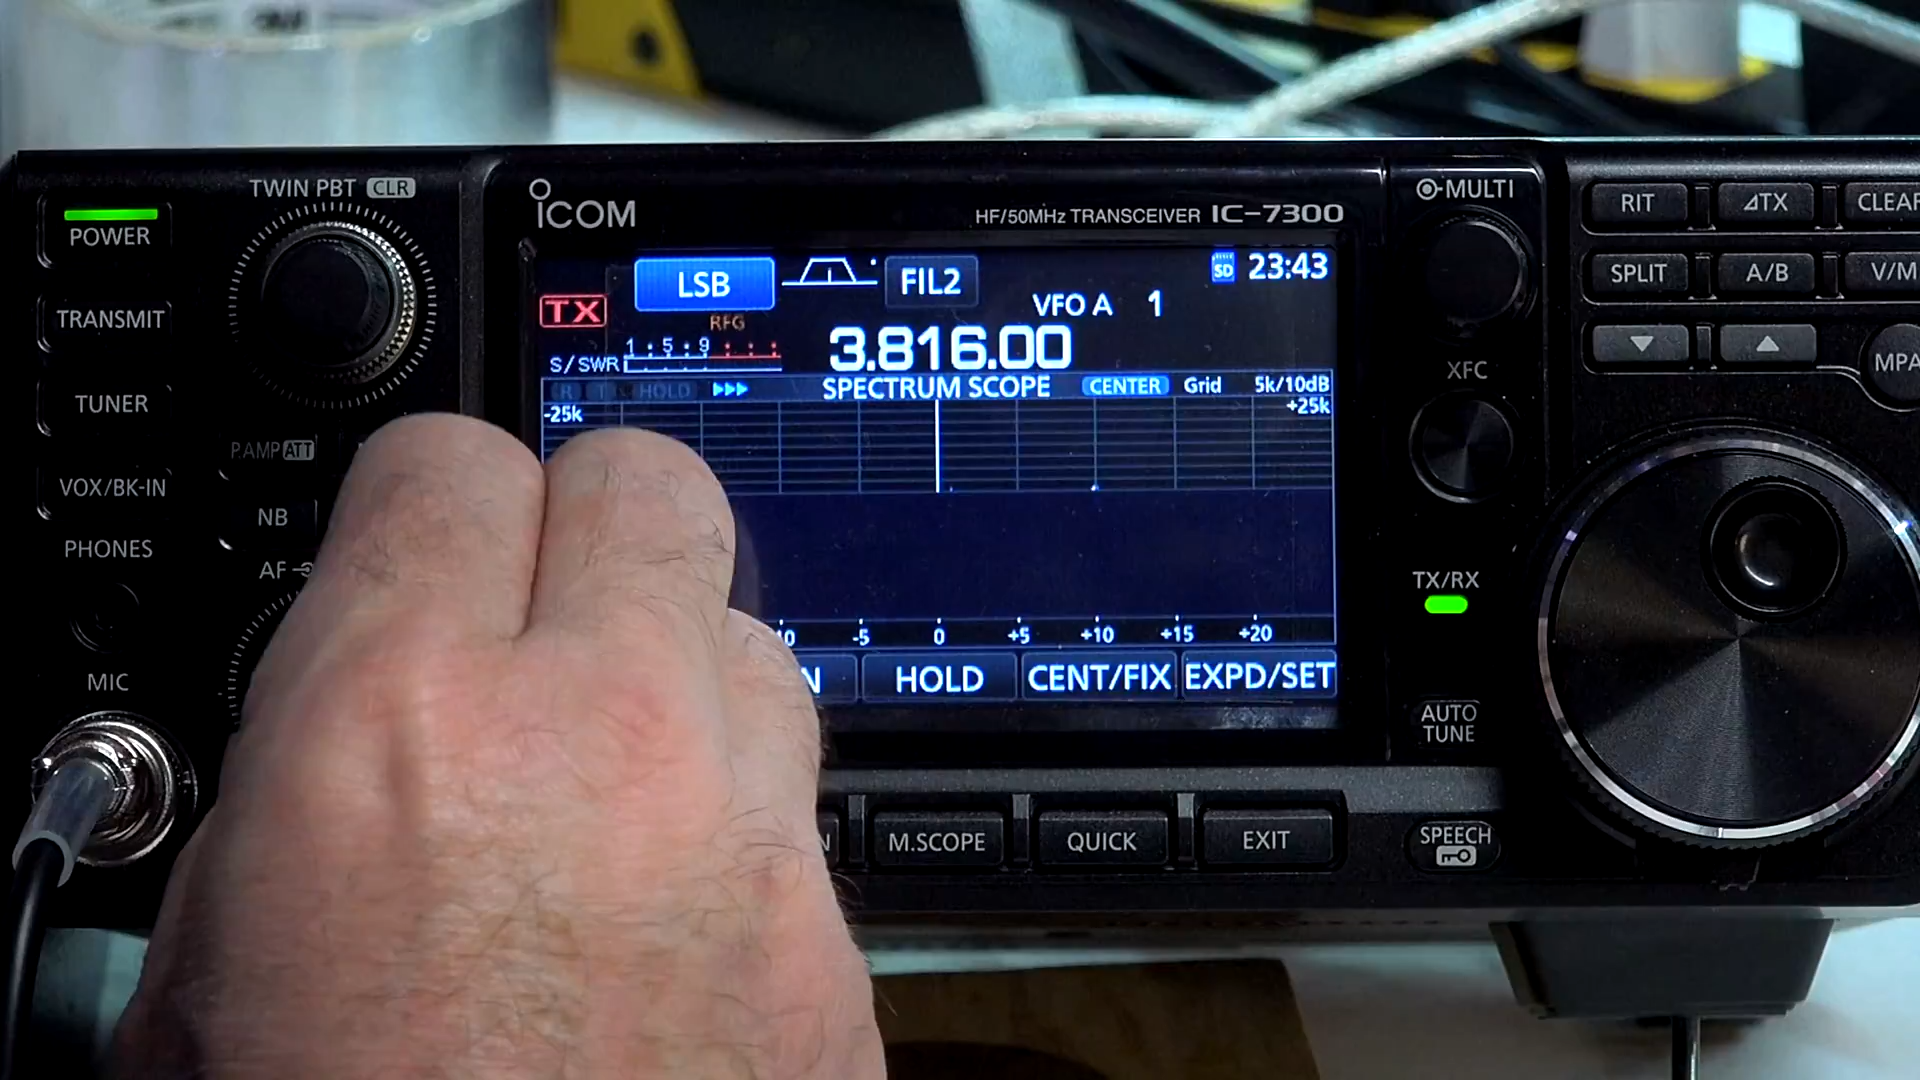 TWIN PBT CLR
POWER
TRANSMIT
TUNER
P.AMP ATT
VOX/BK-IN
NB
PHONES
AF
MIC
ICOM
HF/50MHz TRANSCEIVER IC-7300
LSB
FIL2
SD 23:43
TX
RFG
VFO A 1
1 5 9
S/SWR
3.816.00
HOLD
SPECTRUM SCOPE CENTER Grid 5k/10dB
-25k +25k
-5 0 +5 +10 +15 +20
HOLD CENT/FIX EXPD/SET
M.SCOPE QUICK EXIT
MULTI
XFC
TX/RX
AUTO
TUNE
SPEECH
RIT ⊿TX CLEAR
SPLIT A/B V/M
▼ ▲
MPA